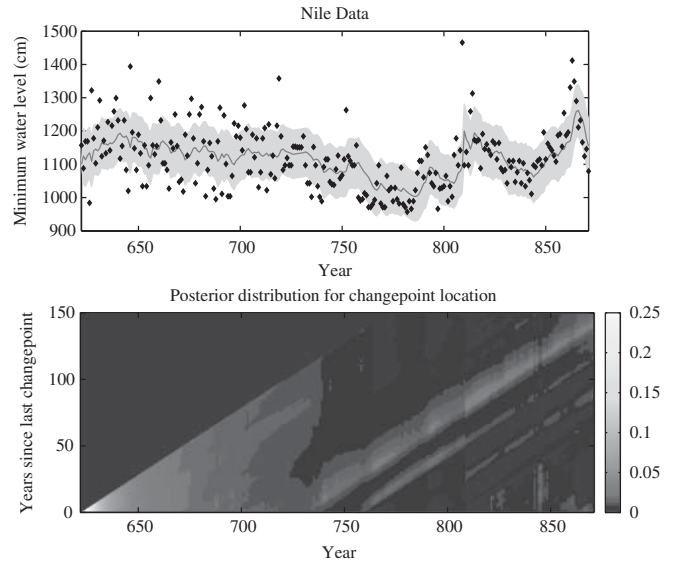 Nile Data
Minimum water level (cm)
1500
1400
1300
1200
1100
1000
900
650 700 750 800 850
Year
Posterior distribution for changepoint location
Years since last changepoint
150
100
50
0
650 700 750 800 850
Year
0.25
0.2
0.15
0.1
0.05
0